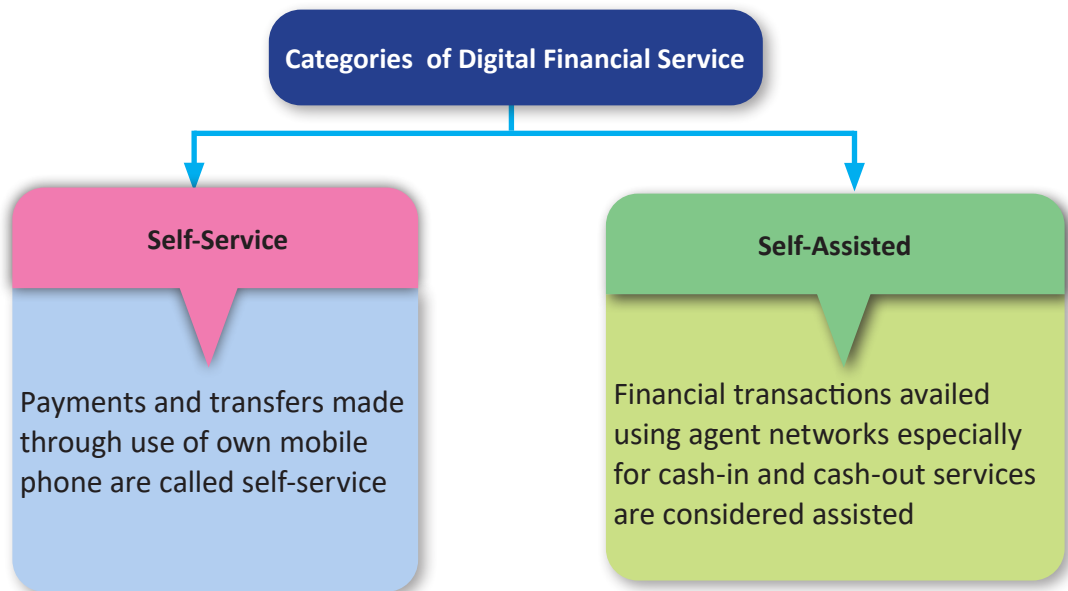 Categories of Digital Financial Service
Self-Service
Payments and transfers made
through use of own mobile
phone are called self-service
Self-Assisted
Financial transactions availed
using agent networks especially
for cash-in and cash-out services
are considered assisted